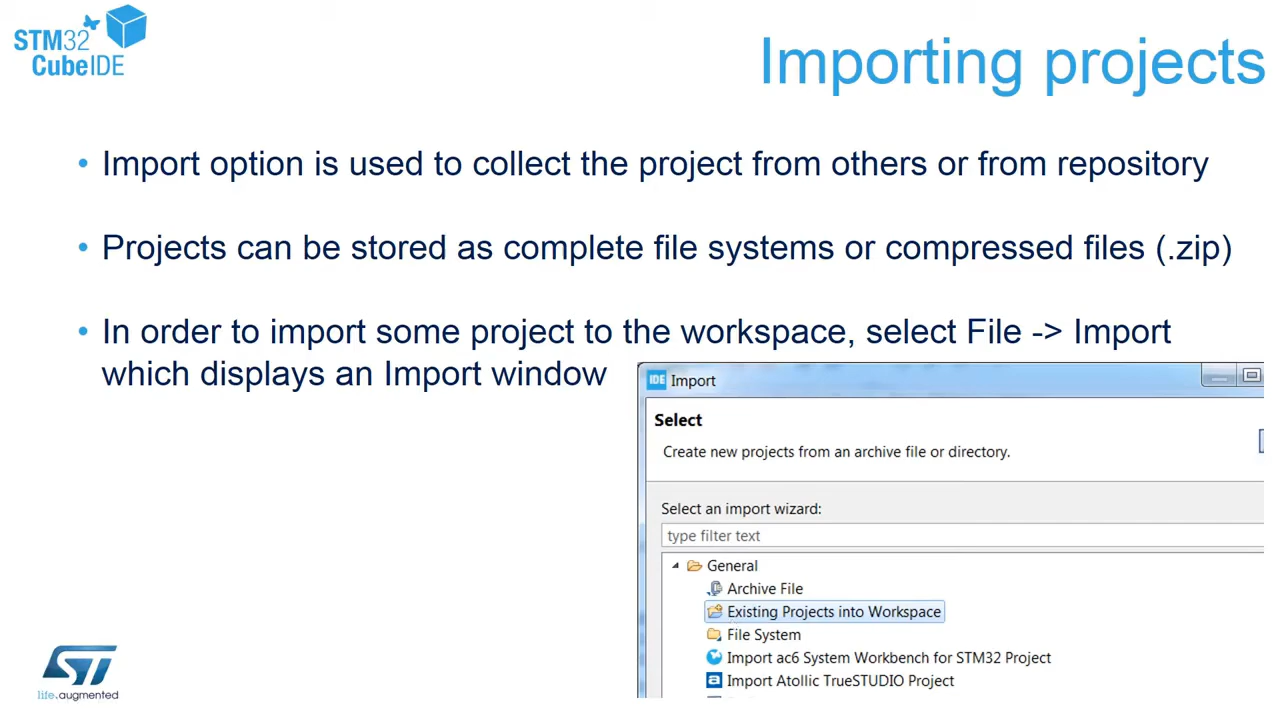 STM32
CubeIDE
Importing projects
• Import option is used to collect the project from others or from repository
• Projects can be stored as complete file systems or compressed files (.zip)
• In order to import some project to the workspace, select File -> Import
which displays an Import window
IDE Import
Select
Create new projects from an archive file or directory.
Select an import wizard:
type filter text
General
Archive File
Existing Projects into Workspace
File System
Import ac6 System Workbench for STM32 Project
Import Atollic TrueSTUDIO Project
ST
life.augmented